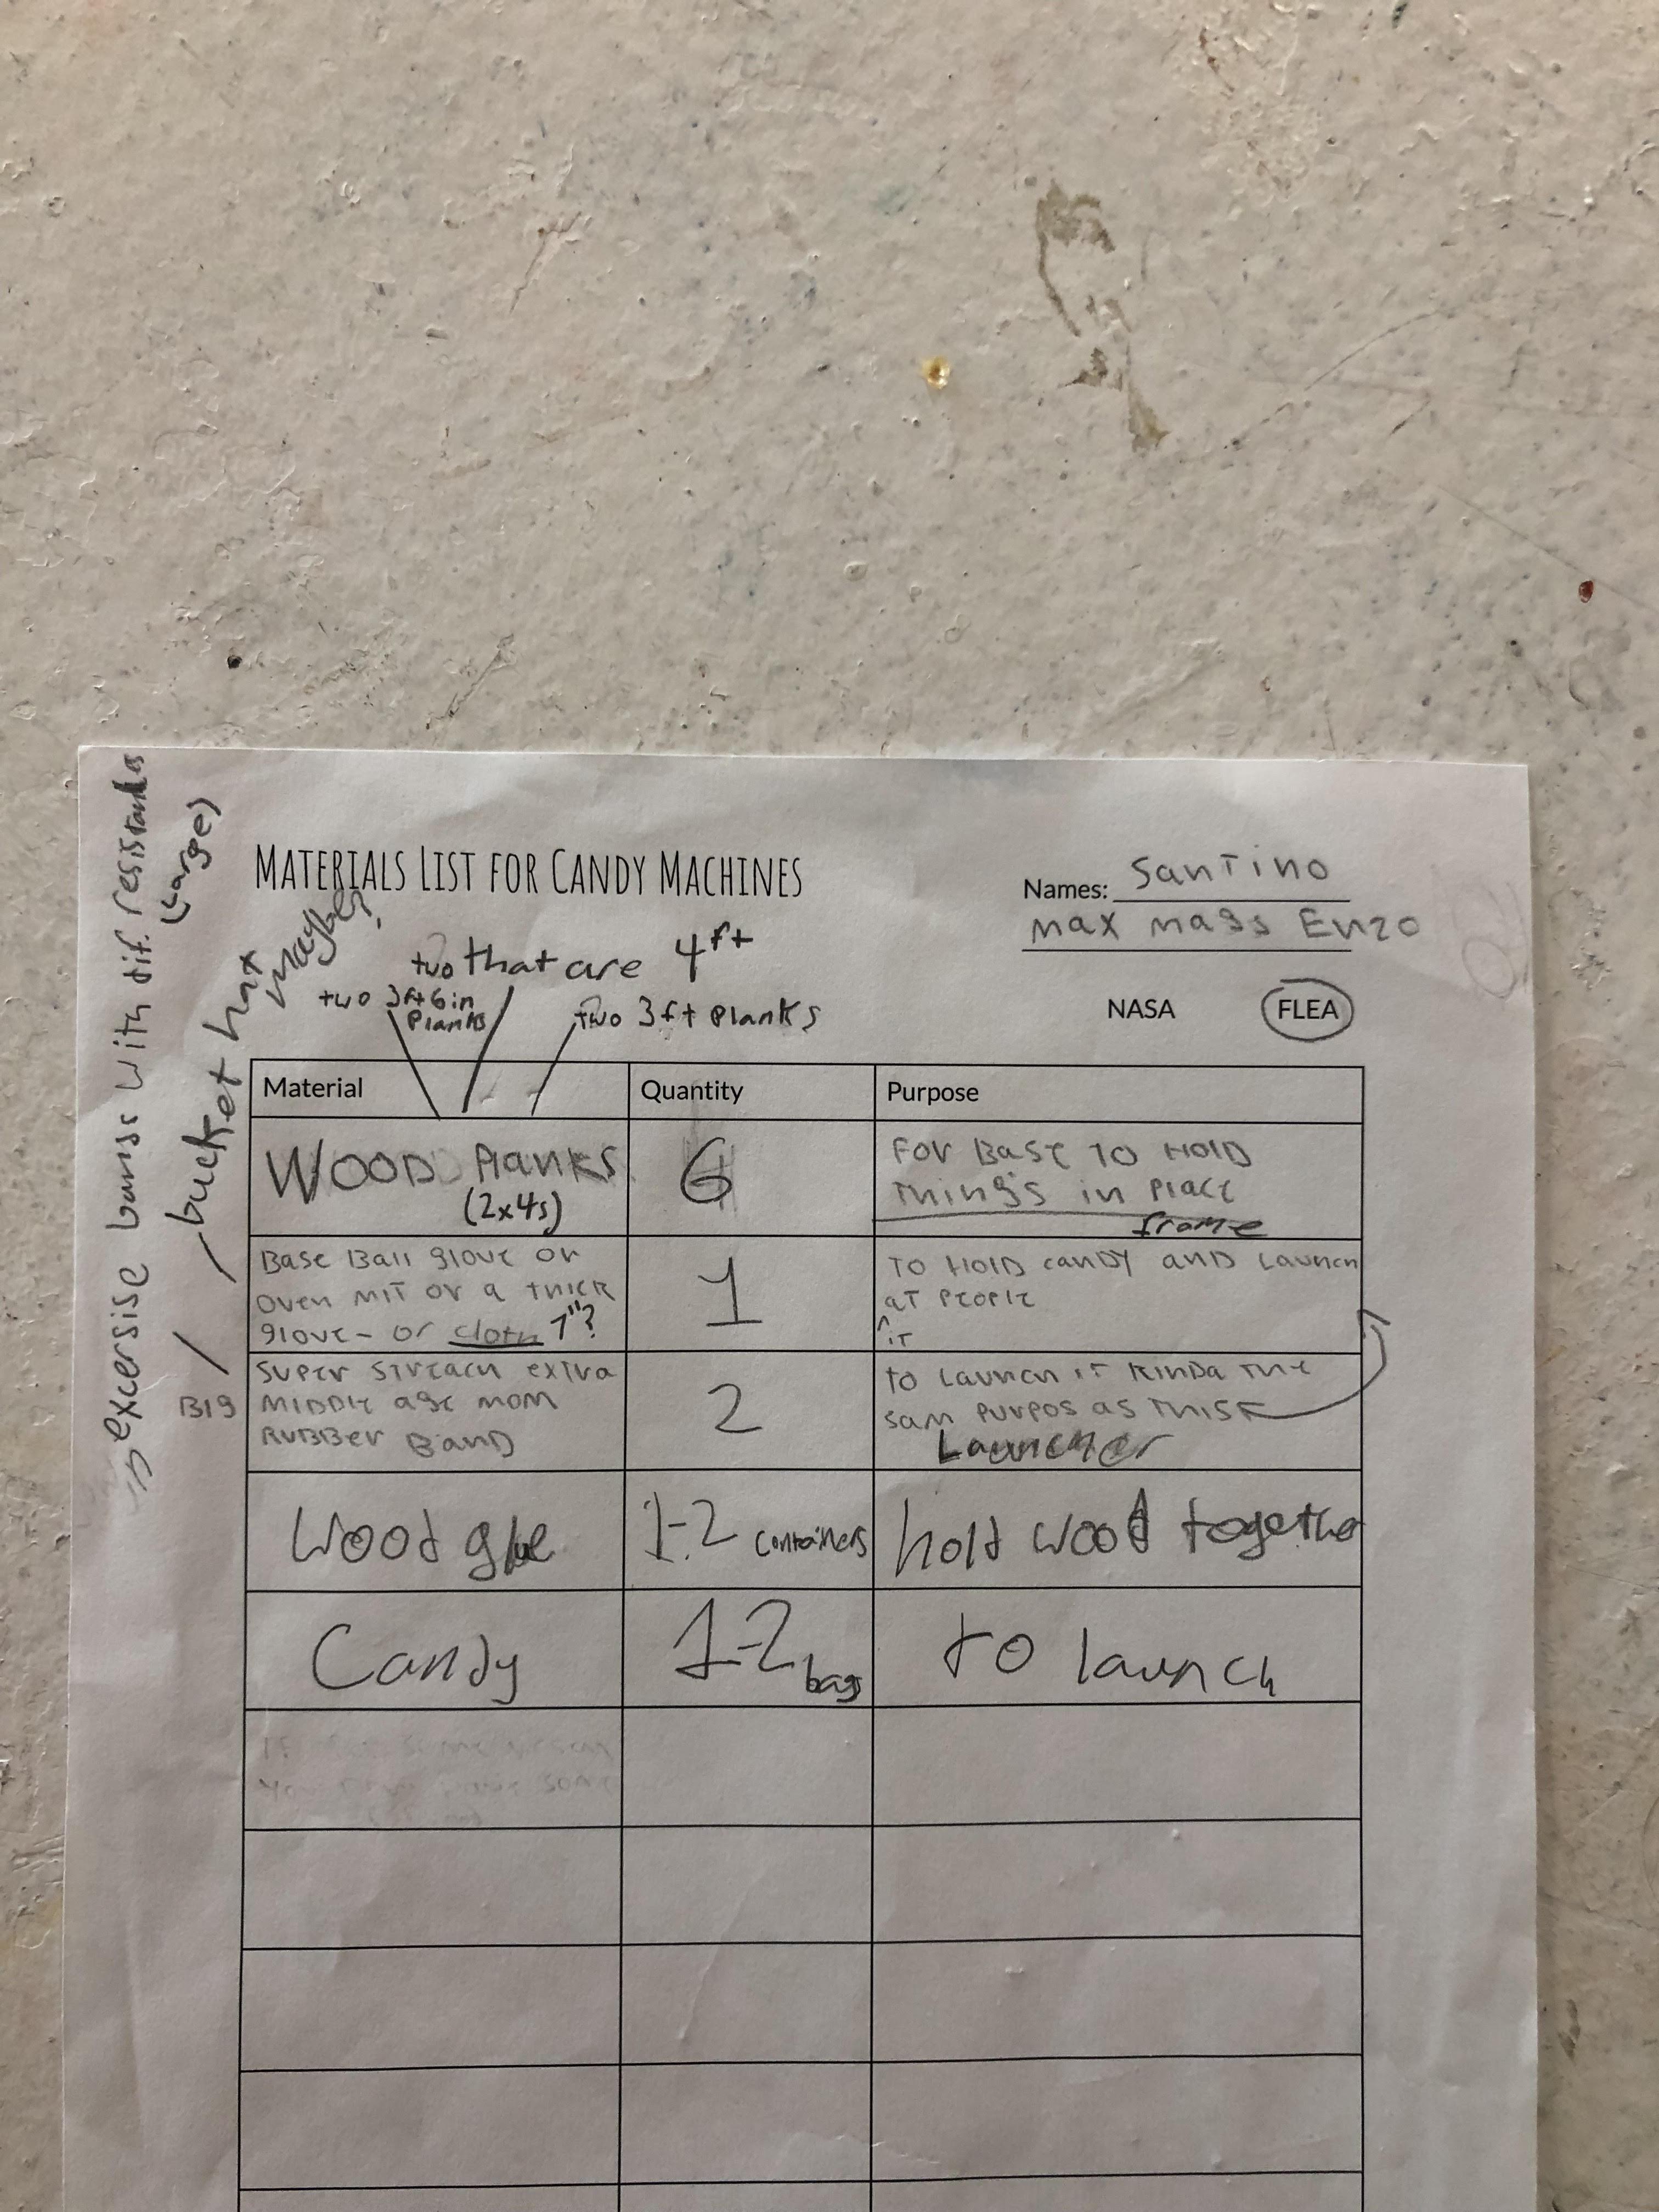 MATERIALS LIST FOR CANDY MACHINES
Names: Santino
max mass Enzo
NASA FLEA
two that are 4ft
two 3ft 6in
Planks
two 3ft planks
excersise bands with dif. resistanda
(Large)
bucket hat
maybe?
Material Quantity Purpose
WOOD Planks
(2x4s)
6
For Base to HOLD
Things in Place
frame
Base Ball glove or
oven mit or a thick
glove- or cloth 1"?
1
TO HOLD candy and Launch
at People
^it
BIg
super streach extra
MIDDle age mom
RUBBer Band
2
to Launch it Kinda the
sam purpos as this
Launcher
Wood glue
1-2 containers
hold wood together
Candy
1-2 bags
to launch